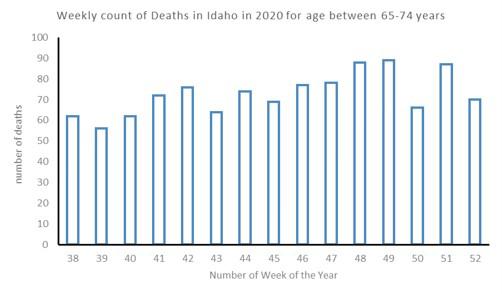 Weekly count of Deaths in Idaho in 2020 for age between 65-74 years
100
90
80
70
60
50
40
30
20
10
0
number of deaths
38 39 40 41 42 43 44 45 46 47 48 49 50 51 52
Number of Week of the Year